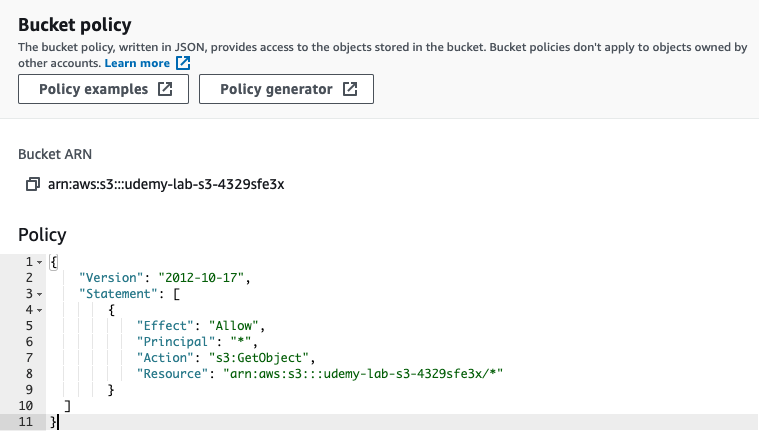 Bucket policy
The bucket policy, written in JSON, provides access to the objects stored in the bucket. Bucket policies don't apply to objects owned by
other accounts. Learn more
Policy examples Policy generator
Bucket ARN
arn:aws:s3:::udemy-lab-s3-4329sfe3x
Policy
1 {
2     "Version": "2012-10-17",
3     "Statement": [
4         {
5             "Effect": "Allow",
6             "Principal": "*",
7             "Action": "s3:GetObject",
8             "Resource": "arn:aws:s3:::udemy-lab-s3-4329sfe3x/*"
9         }
10     ]
11 }